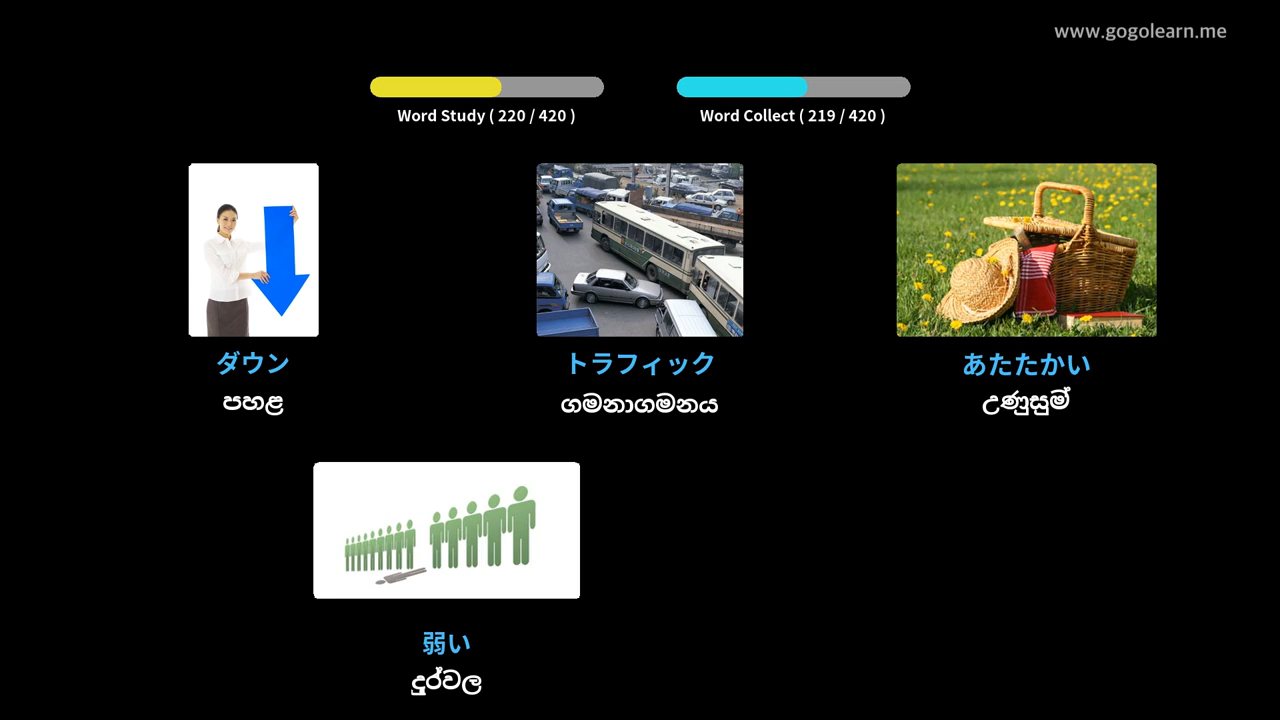 www.gogolearn.me
Word Study ( 220 / 420 )
Word Collect ( 219 / 420 )
ダウン
トラフィック
あたたかい
පහළ
ගමනාගමනය
උණුසුම්
弱い
දුර්වල